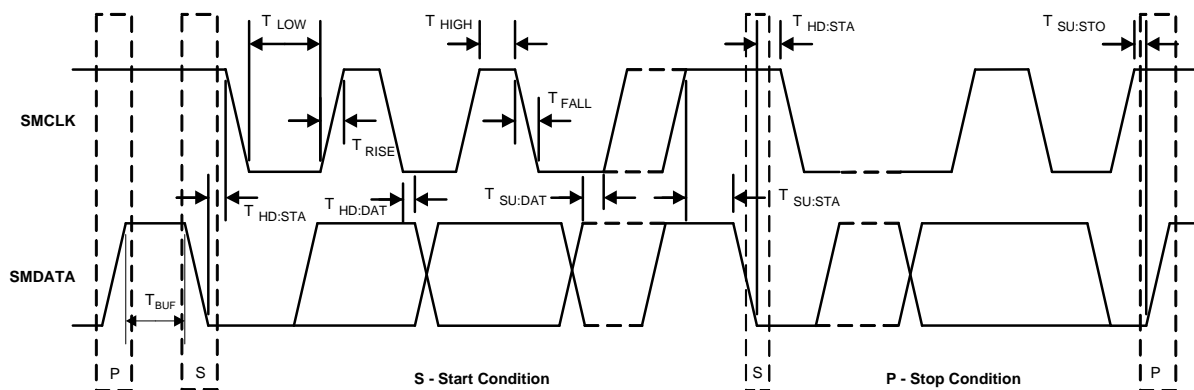 T LOW
T HIGH
T HD:STA
T SU:STO
SMCLK
T FALL
T RISE
T HD:STA
T HD:DAT
T SU:DAT
T SU:STA
SMDATA
T BUF
P
S
S - Start Condition
S
P - Stop Condition
P